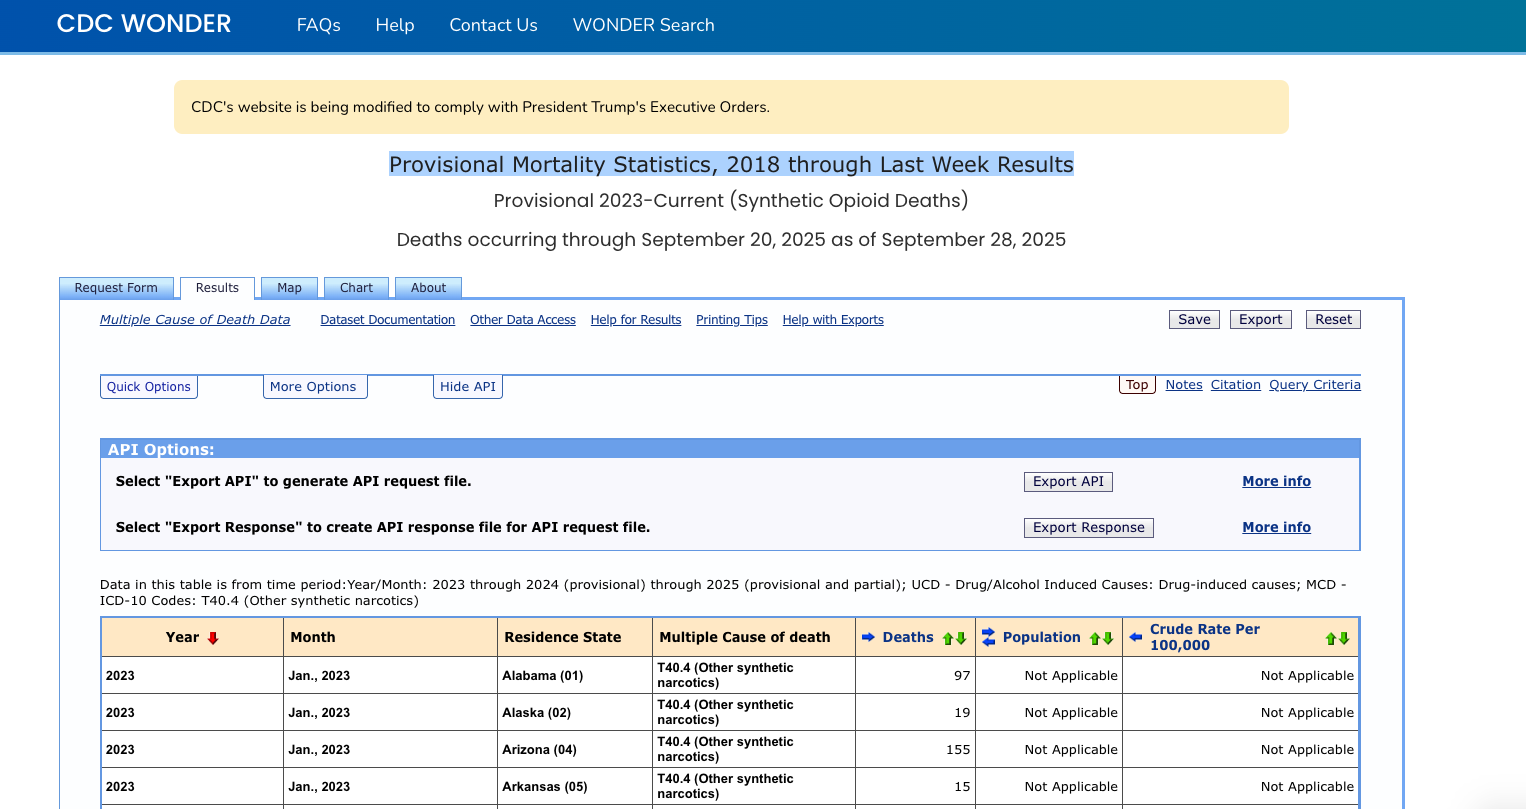 CDC WONDER FAQs Help Contact Us WONDER Search
CDC's website is being modified to comply with President Trump's Executive Orders.
Provisional Mortality Statistics, 2018 through Last Week Results
Provisional 2023-Current (Synthetic Opioid Deaths)
Deaths occurring through September 20, 2025 as of September 28, 2025
Request Form Results Map Chart About
Multiple Cause of Death Data Dataset Documentation Other Data Access Help for Results Printing Tips Help with Exports Save Export Reset
Quick Options More Options Hide API Top Notes Citation Query Criteria
API Options:
Select "Export API" to generate API request file. Export API More info
Select "Export Response" to create API response file for API request file. Export Response More info
Data in this table is from time period:Year/Month: 2023 through 2024 (provisional) through 2025 (provisional and partial); UCD - Drug/Alcohol Induced Causes: Drug-induced causes; MCD -
ICD-10 Codes: T40.4 (Other synthetic narcotics)
Year Month Residence State Multiple Cause of death Deaths Population Crude Rate Per
100,000
2023 Jan., 2023 Alabama (01) T40.4 (Other synthetic
narcotics) 97 Not Applicable Not Applicable
2023 Jan., 2023 Alaska (02) T40.4 (Other synthetic
narcotics) 19 Not Applicable Not Applicable
2023 Jan., 2023 Arizona (04) T40.4 (Other synthetic
narcotics) 155 Not Applicable Not Applicable
2023 Jan., 2023 Arkansas (05) T40.4 (Other synthetic
narcotics) 15 Not Applicable Not Applicable